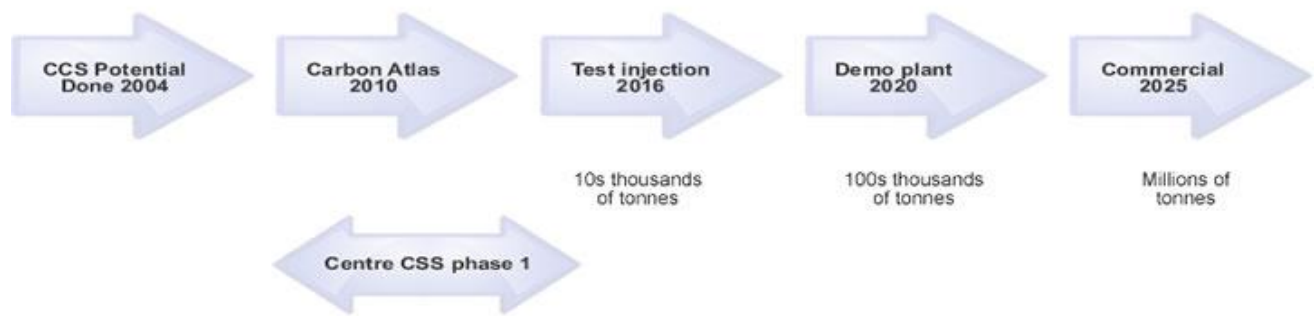 CCS Potential
Done 2004
Carbon Atlas
2010
Test injection
2016
Demo plant
2020
Commercial
2025
10s thousands
of tonnes
100s thousands
of tonnes
Millions of
tonnes
Centre CSS phase 1